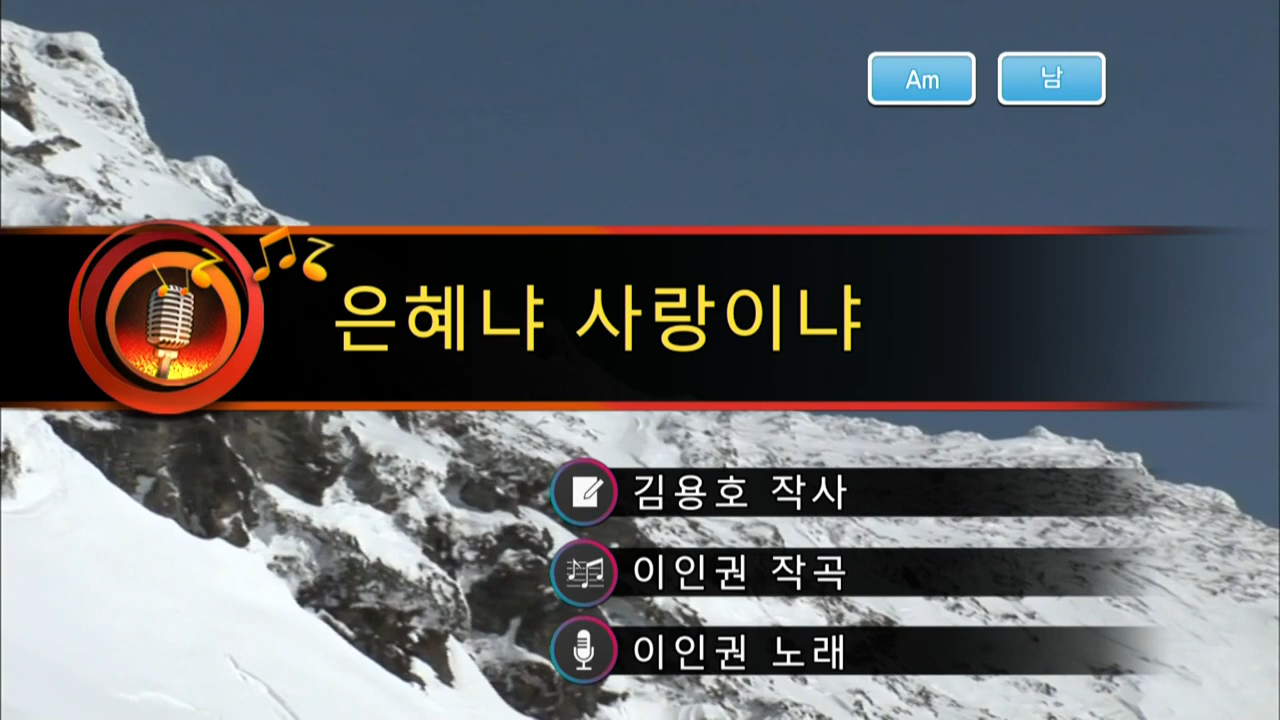 Am 남
은혜냐 사랑이냐
김용호 작사
이인권 작곡
이인권 노래